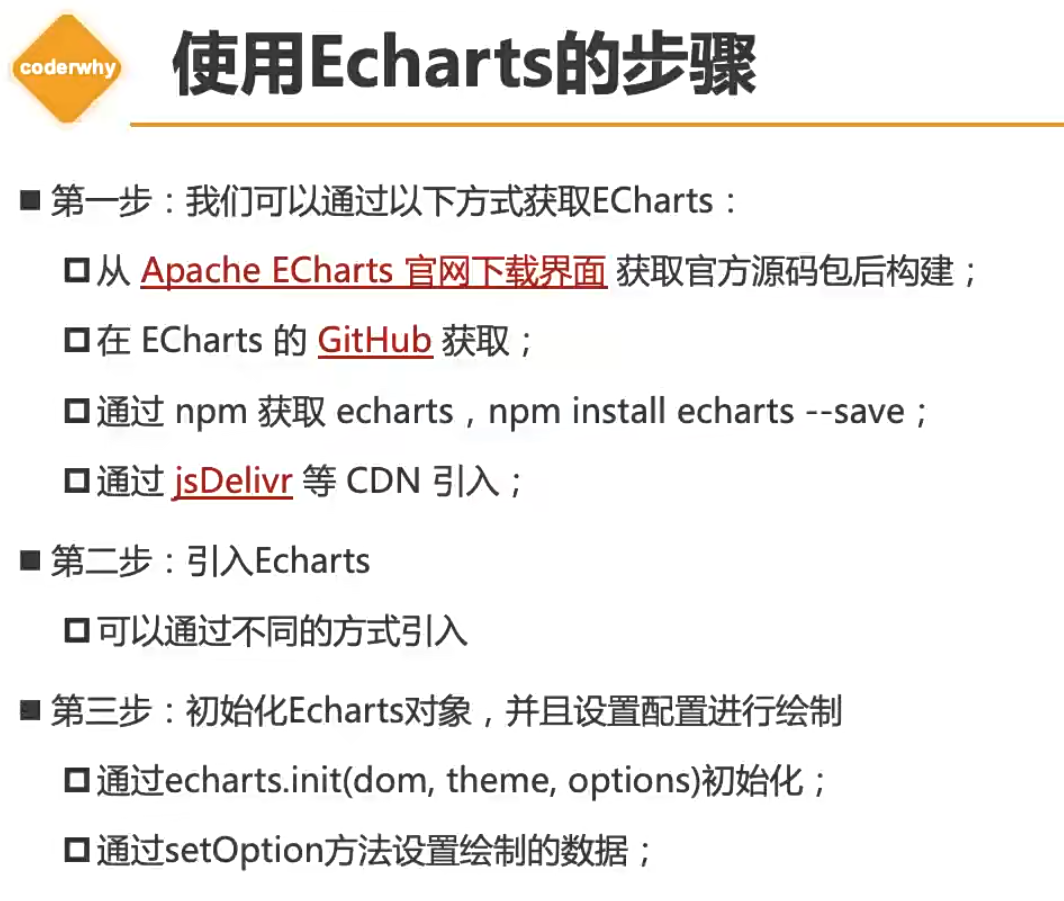 coderwhy
使用Echarts的步骤
第一步：我们可以通过以下方式获取ECharts：
从 Apache ECharts 官网下载界面 获取官方源码包后构建；
在 ECharts 的 GitHub 获取；
通过 npm 获取 echarts，npm install echarts --save；
通过 jsDelivr 等 CDN 引入；
第二步：引入Echarts
可以通过不同的方式引入
第三步：初始化Echarts对象，并且设置配置进行绘制
通过echarts.init(dom, theme, options)初始化；
通过setOption方法设置绘制的数据；